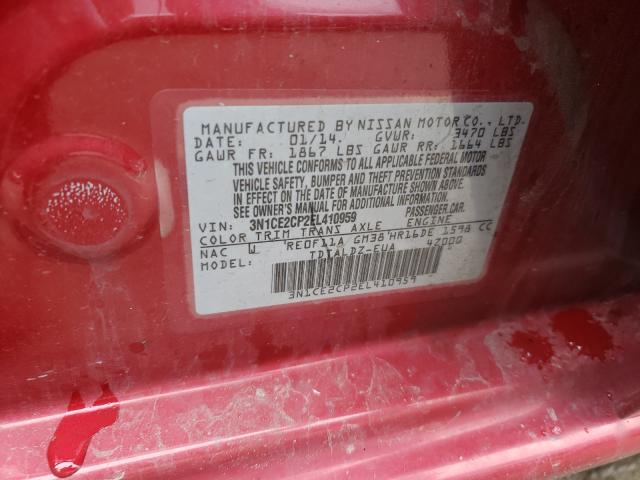 MANUFACTURED BY NISSAN MOTOR CO., LTD.
DATE: 01/14 GVWR: 3470 LBS
GAWR FR: 1867 LBS GAWR RR: 1664 LBS
THIS VEHICLE CONFORMS TO ALL APPLICABLE FEDERAL MOTOR
VEHICLE SAFETY, BUMPER AND THEFT PREVENTION STANDARDS
IN EFFECT ON THE DATE OF MANUFACTURE SHOWN ABOVE.
SEE OWNER'S MANUAL FOR ADDITIONAL INFORMATION.
VIN: 3N1CE2CP2EL410959 PASSENGER CAR
COLOR TRIM TRANS AXLE ENGINE
NAC W RE0F11A GM38 HR16DE 1598 CC
MODEL: TDTALDZ-EUA 4Z000
3N1CE2CP2EL410959